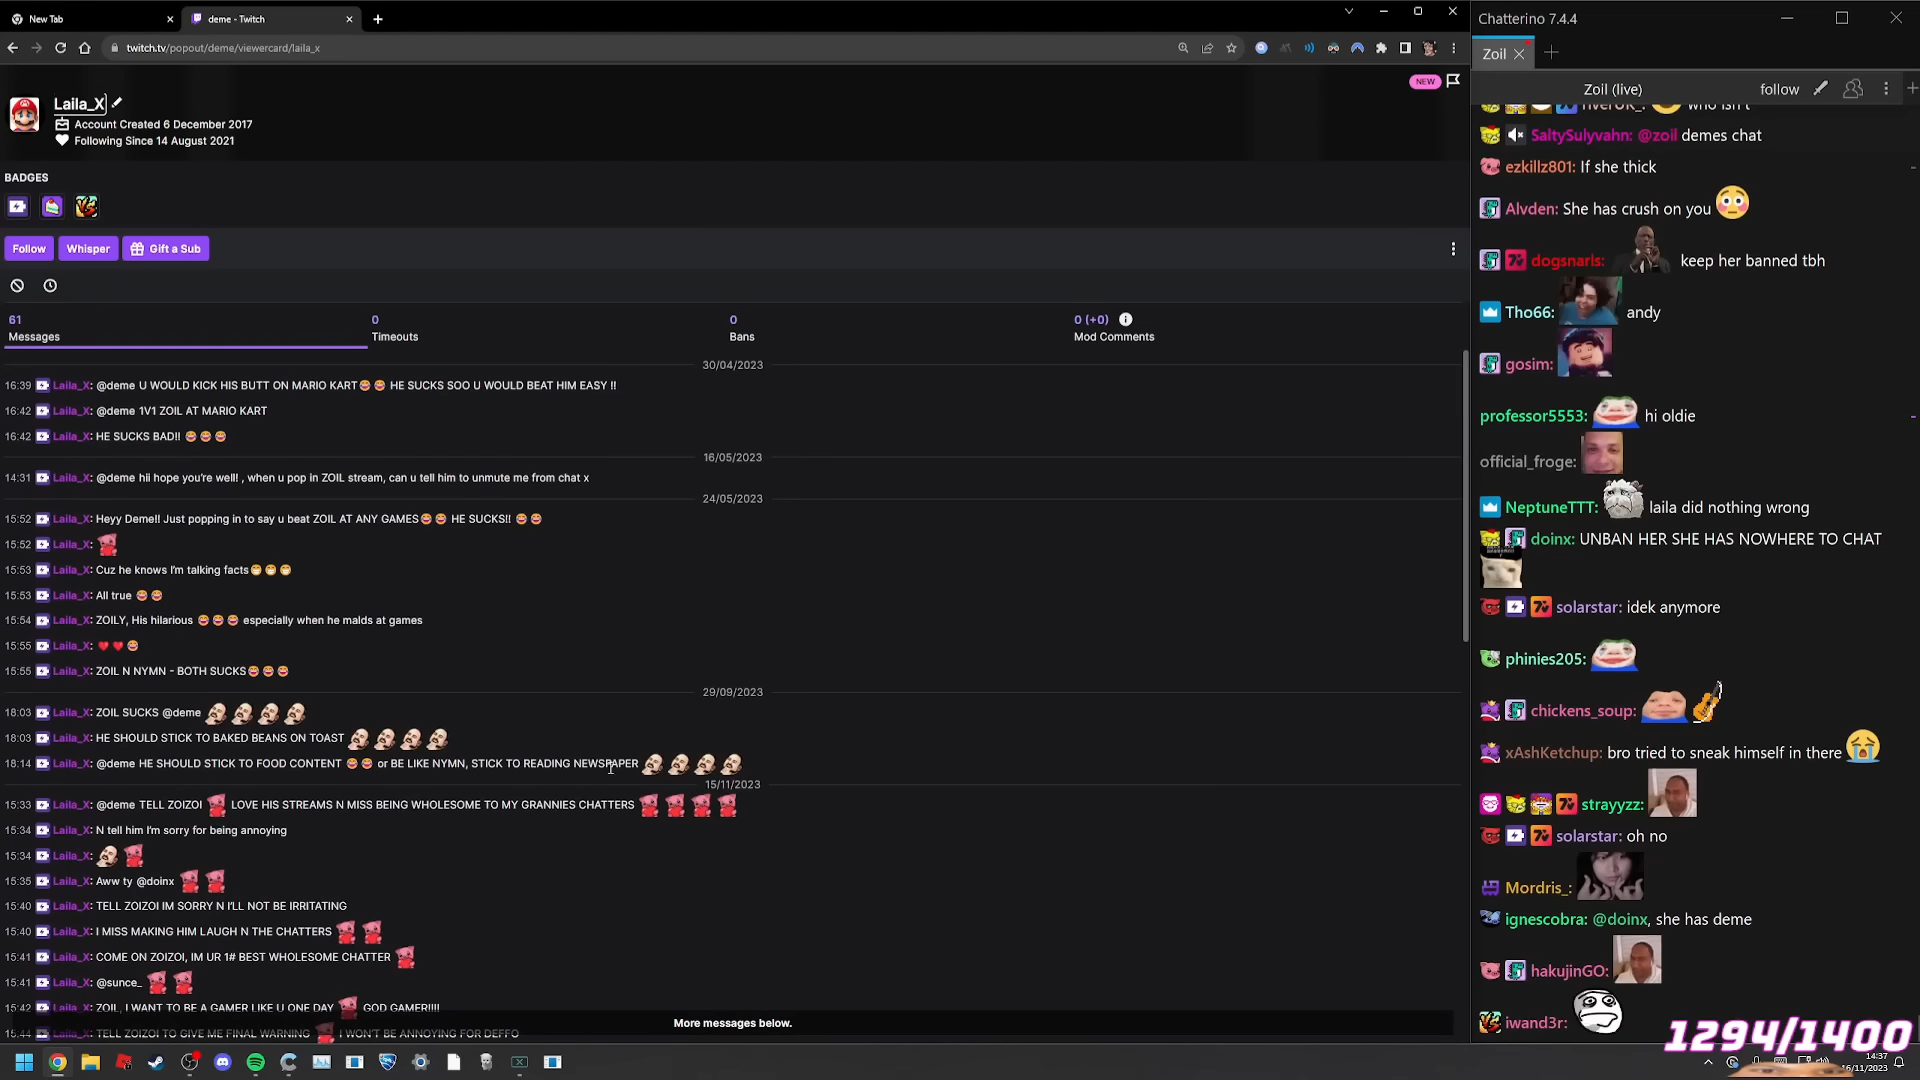 New Tab
deme - Twitch
Chatterino 7.4.4
twitch.tv/popout/deme/viewercard/laila_x
Zoil
Zoil (live)
follow
NEW
Laila_X
Account Created 6 December 2017
Following Since 14 August 2021
BADGES
Follow
Whisper
Gift a Sub
61
Messages
0
Timeouts
0
Bans
0 (+0)
Mod Comments
30/04/2023
16:39 Laila_X: @deme U WOULD KICK HIS BUTT ON MARIO KART HE SUCKS SOO U WOULD BEAT HIM EASY !!
16:42 Laila_X: @deme 1V1 ZOIL AT MARIO KART
16:42 Laila_X: HE SUCKS BAD!!
16/05/2023
14:31 Laila_X: @deme hii hope you're well! , when u pop in ZOIL stream, can u tell him to unmute me from chat x
24/05/2023
15:52 Laila_X: Heyy Deme!! Just popping in to say u beat ZOIL AT ANY GAMES HE SUCKS!!
15:52 Laila_X:
15:53 Laila_X: Cuz he knows I'm talking facts
15:53 Laila_X: All true
15:54 Laila_X: ZOILY, His hilarious especially when he malds at games
15:55 Laila_X:
15:55 Laila_X: ZOIL N NYMN - BOTH SUCKS
29/09/2023
18:03 Laila_X: ZOIL SUCKS @deme
18:03 Laila_X: HE SHOULD STICK TO BAKED BEANS ON TOAST
18:14 Laila_X: @deme HE SHOULD STICK TO FOOD CONTENT or BE LIKE NYMN, STICK TO READING NEWSPAPER
15/11/2023
15:33 Laila_X: @deme TELL ZOIZOI LOVE HIS STREAMS N MISS BEING WHOLESOME TO MY GRANNIES CHATTERS
15:34 Laila_X: N tell him I'm sorry for being annoying
15:34 Laila_X:
15:35 Laila_X: Aww ty @doinx
15:40 Laila_X: TELL ZOIZOI IM SORRY N I'LL NOT BE IRRITATING
15:40 Laila_X: I MISS MAKING HIM LAUGH N THE CHATTERS
15:41 Laila_X: COME ON ZOIZOI, IM UR 1# BEST WHOLESOME CHATTER
15:41 Laila_X: @sunce_
15:42 Laila_X: ZOIL, I WANT TO BE A GAMER LIKE U ONE DAY GOD GAMER!!!!
15:44 Laila_X: TELL ZOIZOI TO GIVE ME FINAL WARNING I WON'T BE ANNOYING FOR DEFFO
More messages below.
who isn't
SaltySulyvahn: @zoil demes chat
ezkillz801: If she thick
Alvden: She has crush on you
dogsnarls: keep her banned tbh
Tho66: andy
gosim:
professor5553: hi oldie
official_froge:
NeptuneTTT: laila did nothing wrong
doinx: UNBAN HER SHE HAS NOWHERE TO CHAT
solarstar: idek anymore
phinies205:
chickens_soup:
xAshKetchup: bro tried to sneak himself in there
strayyzz:
solarstar: oh no
Mordris_:
ignescobra: @doinx, she has deme
hakujinGO:
iwand3r:
1294/1400
14:37
16/11/2023